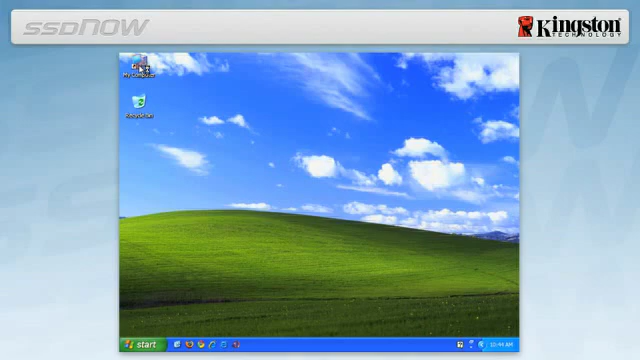 SSDNOW
Kingston
TECHNOLOGY
My Computer
Recycle Bin
start
10:44 AM